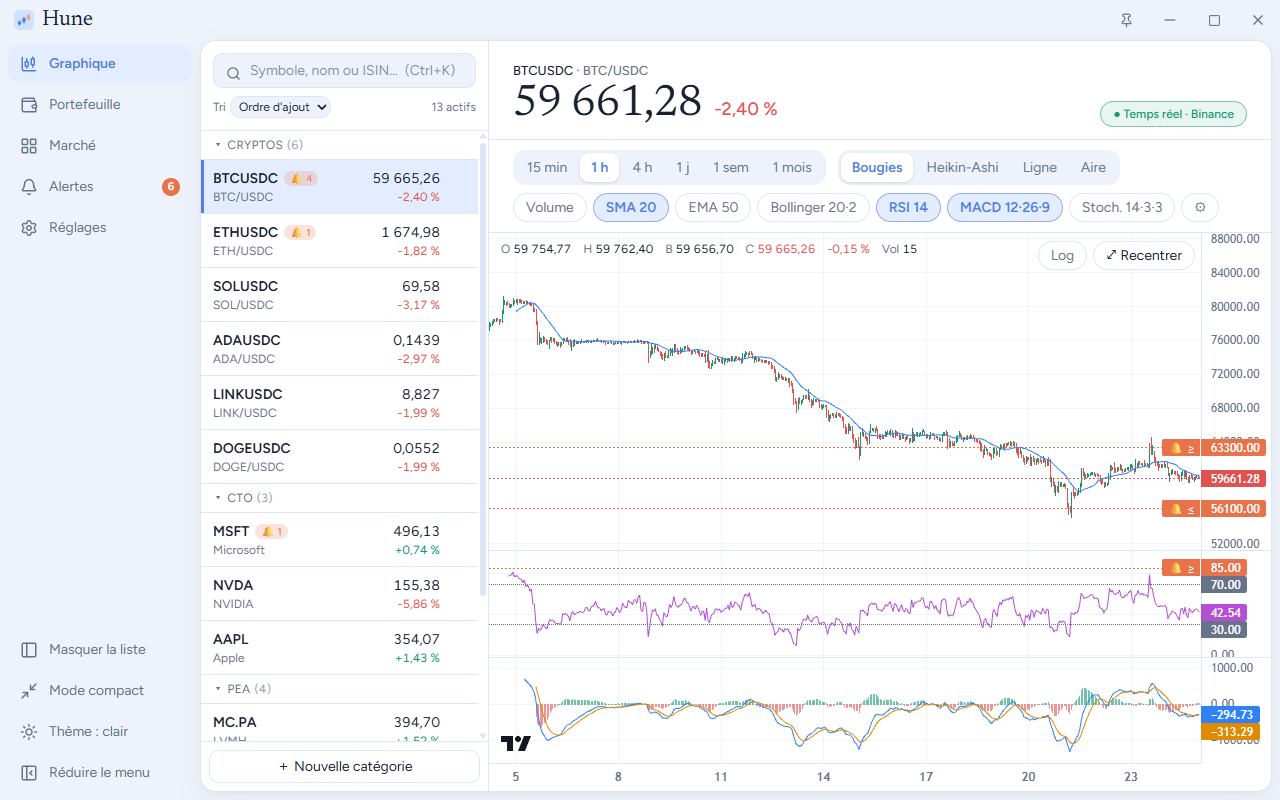 Hune
Graphique
Portefeuille
Marché
Alertes 6
Réglages
Masquer la liste
Mode compact
Thème : clair
Réduire le menu
Symbole, nom ou ISIN... (Ctrl+K)
Tri Ordre d'ajout 13 actifs
CRYPTOS (6)
BTCUSDC 4 59 665,26
BTC/USDC -2,40 %
ETHUSDC 1 1 674,98
ETH/USDC -1,82 %
SOLUSDC 69,58
SOL/USDC -3,17 %
ADAUSDC 0,1439
ADA/USDC -2,97 %
LINKUSDC 8,827
LINK/USDC -1,99 %
DOGEUSDC 0,0552
DOGE/USDC -1,99 %
CTO (3)
MSFT 1 496,13
Microsoft +0,74 %
NVDA 155,38
NVIDIA -5,86 %
AAPL 354,07
Apple +1,43 %
PEA (4)
MC.PA 394,70
LVMH +1,52 %
+ Nouvelle catégorie
BTCUSDC · BTC/USDC
59 661,28 -2,40 %
● Temps réel · Binance
15 min 1 h 4 h 1 j 1 sem 1 mois Bougies Heikin-Ashi Ligne Aire
Volume SMA 20 EMA 50 Bollinger 20·2 RSI 14 MACD 12·26·9 Stoch. 14·3·3
O 59 754,77 H 59 762,40 B 59 656,70 C 59 665,26 -0,15 % Vol 15
Log Recentrer
88000.00
84000.00
80000.00
76000.00
72000.00
68000.00
≥ 63300.00
59661.28
≤ 56100.00
52000.00
≥ 85.00
70.00
42.54
30.00
0.00
1000.00
0.00
−294.73
−313.29
−1000.00
5 8 11 14 17 20 23